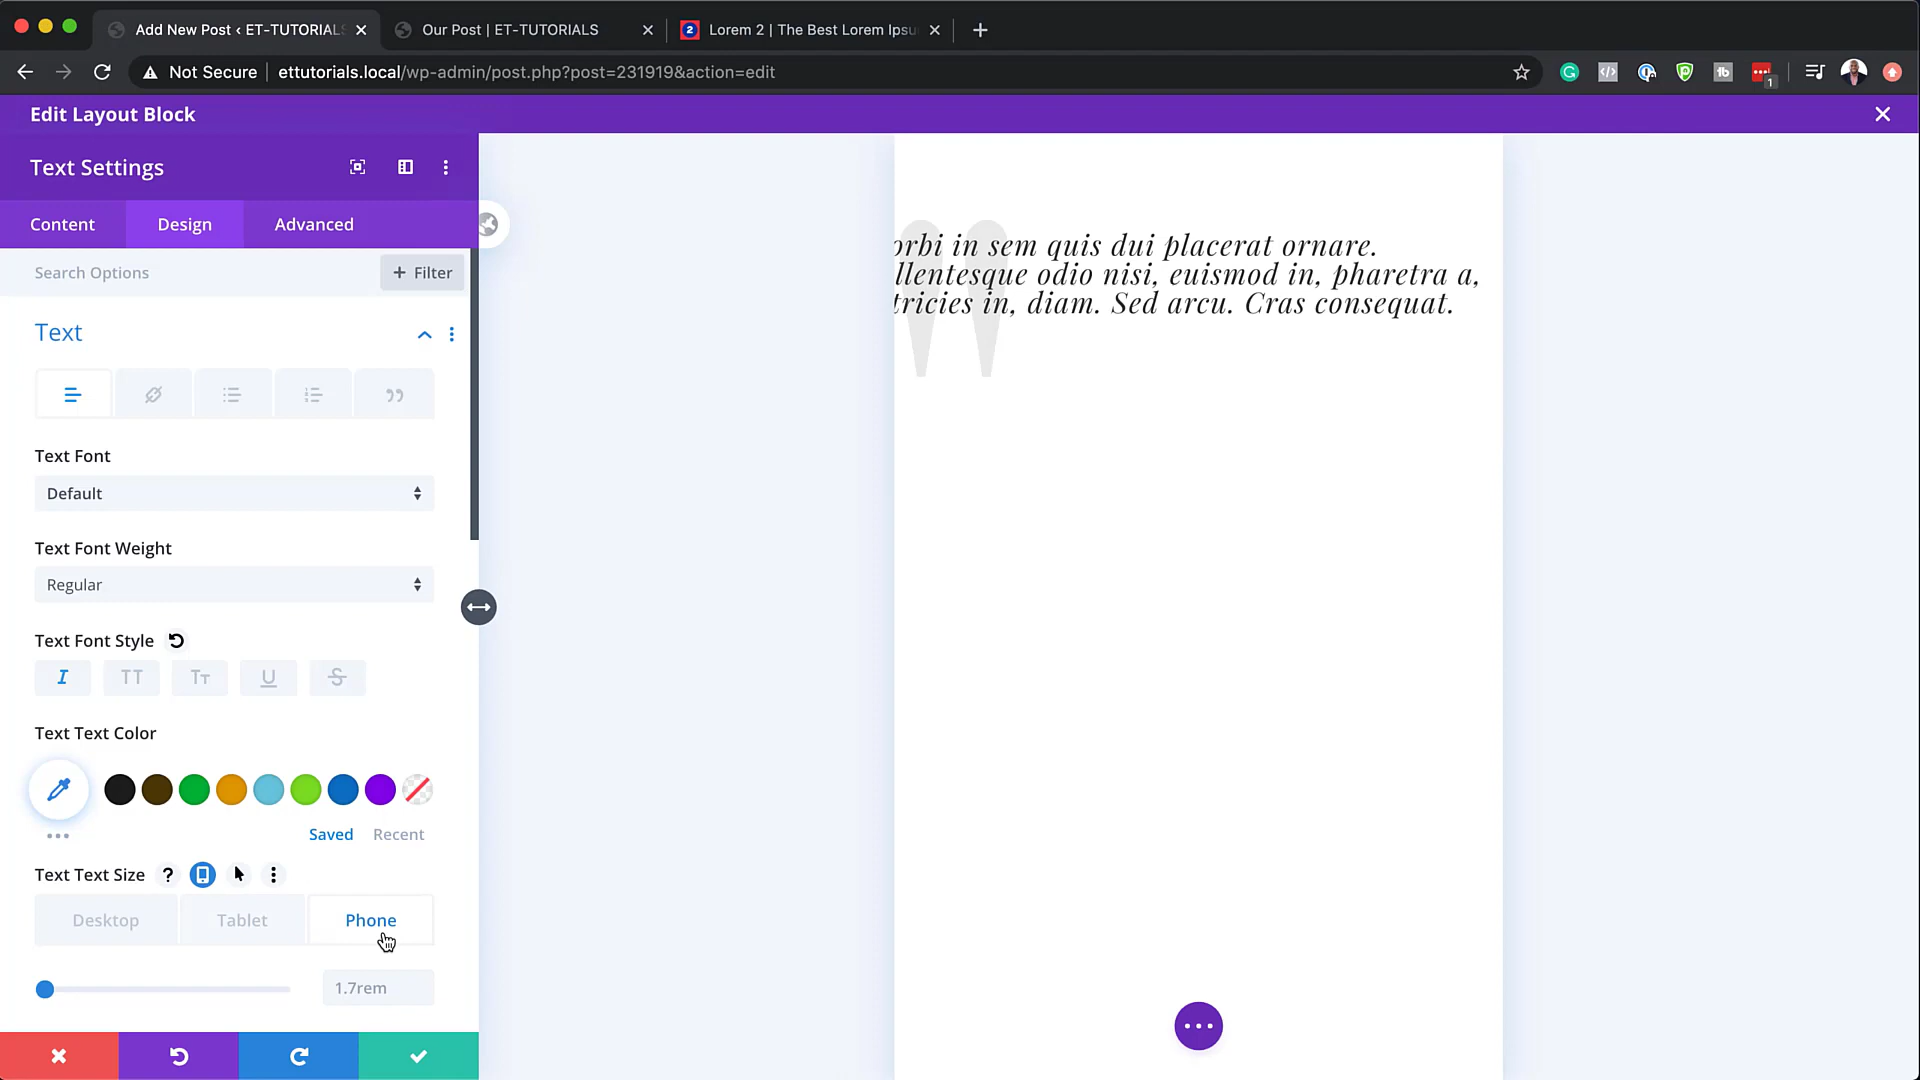 Add New Post ‹ ET-TUTORIALS
Our Post | ET-TUTORIALS
2 Lorem 2 | The Best Lorem Ipsu
Not Secure | ettutorials.local/wp-admin/post.php?post=231919&action=edit
1
Edit Layout Block
Text Settings
Content Design Advanced
Search Options
+ Filter
Text
Text Font
Default
Text Font Weight
Regular
Text Font Style
I TT Tт U S
Text Text Color
Saved Recent
Text Text Size ?
Desktop Tablet Phone
1.7rem
orbi in sem quis dui placerat ornare.
llentesque odio nisi, euismod in, pharetra a,
tricies in, diam. Sed arcu. Cras consequat.